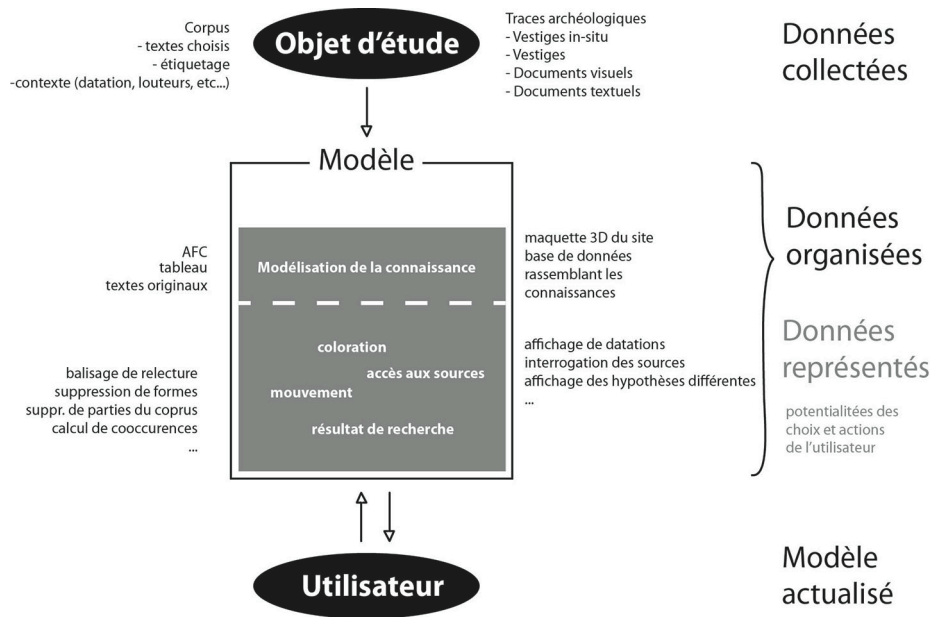 Corpus
- textes choisis
- étiquetage
-contexte (datation, louteurs, etc...)
Objet d'étude
Traces archéologiques
- Vestiges in-situ
- Vestiges
- Documents visuels
- Documents textuels
Données
collectées
Modèle
AFC
tableau
textes originaux
Modélisation de la connaissance
maquette 3D du site
base de données
rassemblant les
connaissances
Données
organisées
balisage de relecture
suppression de formes
suppr. de parties du coprus
calcul de cooccurences
...
coloration
accès aux sources
mouvement
résultat de recherche
affichage de datations
interrogation des sources
affichage des hypothèses différentes
...
Données
représentés
potentialitées des
choix et actions
de l'utilisateur
Utilisateur
Modèle
actualisé